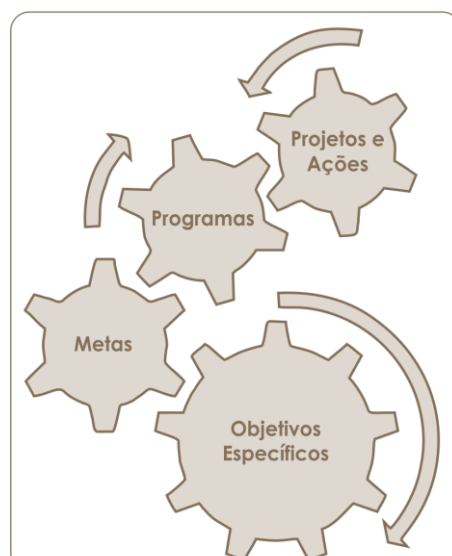 Projetos e
Ações
Programas
Metas
Objetivos
Específicos